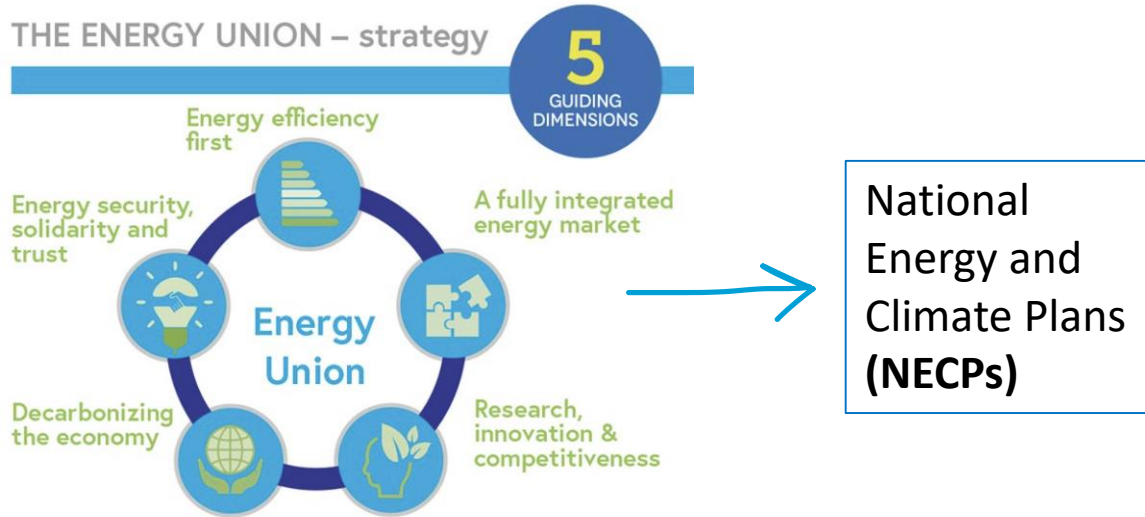 THE ENERGY UNION – strategy
5
GUIDING
DIMENSIONS
Energy efficiency
first
Energy security,
solidarity and
trust
A fully integrated
energy market
Energy
Union
Decarbonizing
the economy
Research,
innovation &
competitiveness
National
Energy and
Climate Plans
(NECPs)